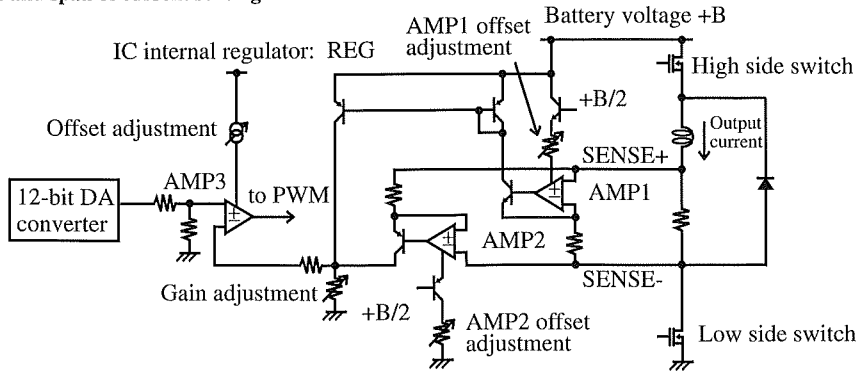 AMP1 offset
adjustment
Battery voltage +B
IC internal regulator: REG
High side switch
+B/2
Offset adjustment
Output
current
SENSE+
AMP3
to PWM
±
AMP1
12-bit DA
converter
±
±
AMP2
SENSE-
Gain adjustment
+B/2
AMP2 offset
adjustment
Low side switch